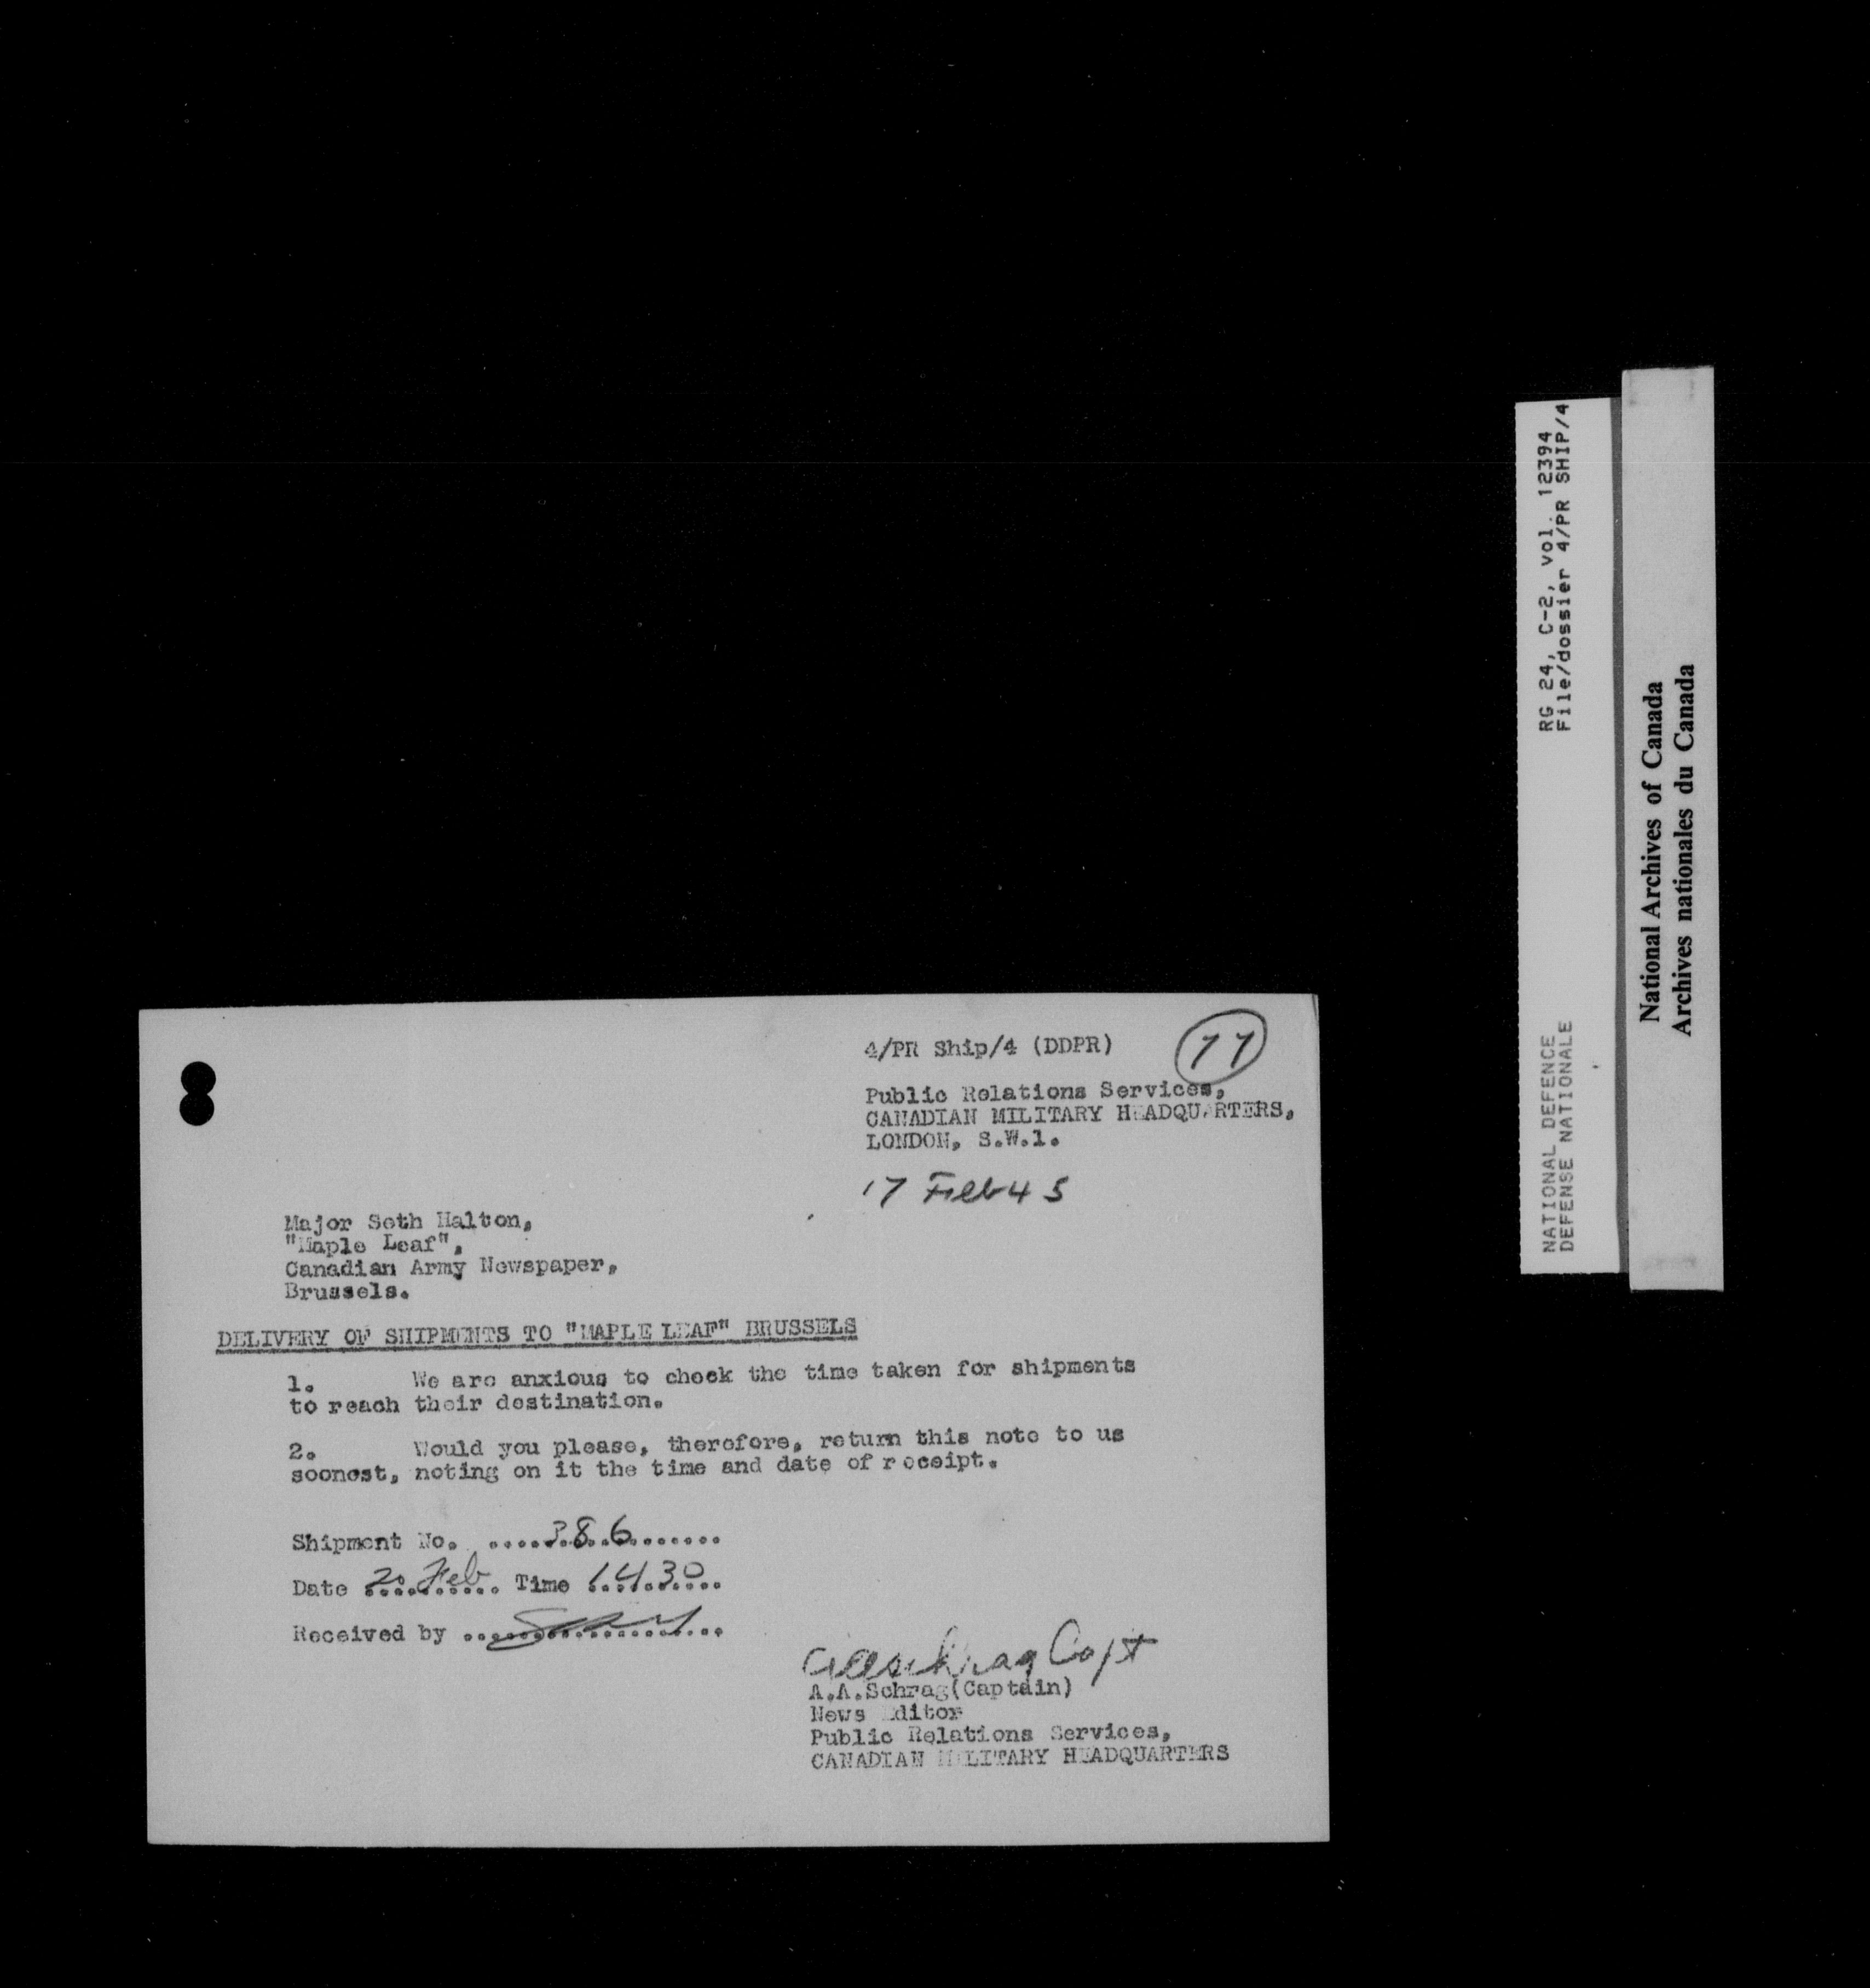 4/PR Ship/4 (DDPR)
77
Public Relations Services,
CANADIAN MILITARY HEADQUARTERS,
LONDON, S.W.1.
17 Feb 45
Major Seth Halton,
"Maple Leaf",
Canadian Army Newspaper,
Brussels.
DELIVERY OF SHIPMENTS TO "MAPLE LEAF" BRUSSELS
1. We are anxious to check the time taken for shipments
to reach their destination.
2. Would you please, therefore, return this note to us
soonest, noting on it the time and date of receipt.
Shipment No. ....386.......
Date 20 Feb Time 1430
Received by ....................
AASchrag Capt
A.A.Schrag(Captain)
News Editor
Public Relations Services,
CANADIAN MILITARY HEADQUARTERS
RG 24, C-2, vol. 12394
File/dossier 4/PR SHIP/4
NATIONAL DEFENCE
DEFENSE NATIONALE
National Archives of Canada
Archives nationales du Canada